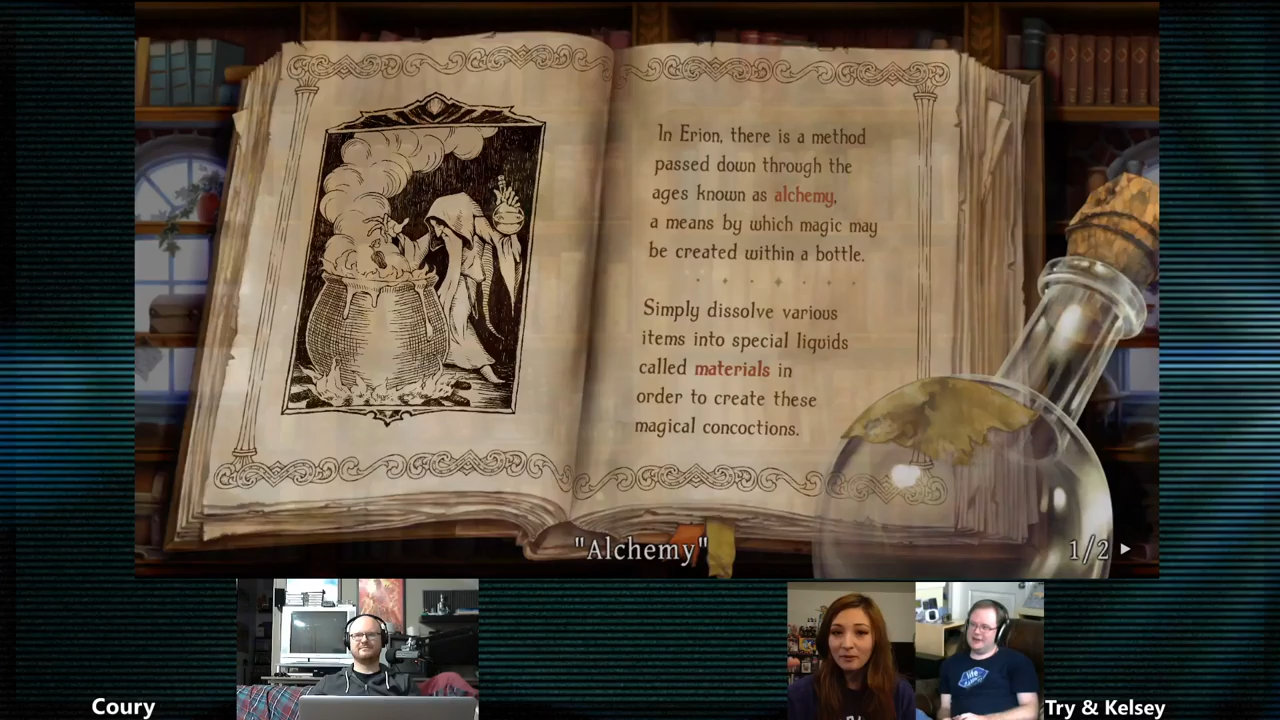 In Erion, there is a method
passed down through the
ages known as alchemy,
a means by which magic may
be created within a bottle.
Simply dissolve various
items into special liquids
called materials in
order to create these
magical concoctions.
"Alchemy"
1/2
life
Coury
Try & Kelsey